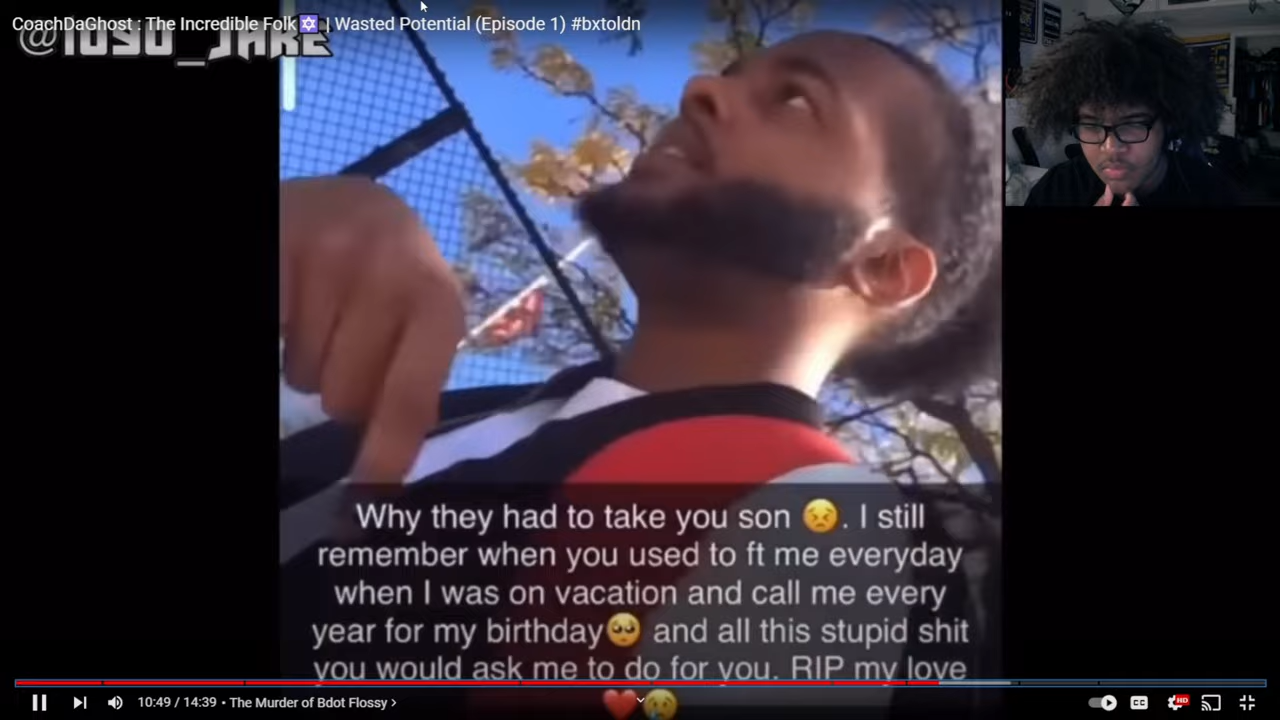 CoachDaGhost : The Incredible Folk🔯 | Wasted Potential (Episode 1) #bxtoldn
@10S0_JAKE
Why they had to take you son 😣. I still
remember when you used to ft me everyday
when I was on vacation and call me every
year for my birthday🥺 and all this stupid shit
you would ask me to do for you. RIP my love
❤️😢
10:49 / 14:39 • The Murder of Bdot Flossy >
CC
HD